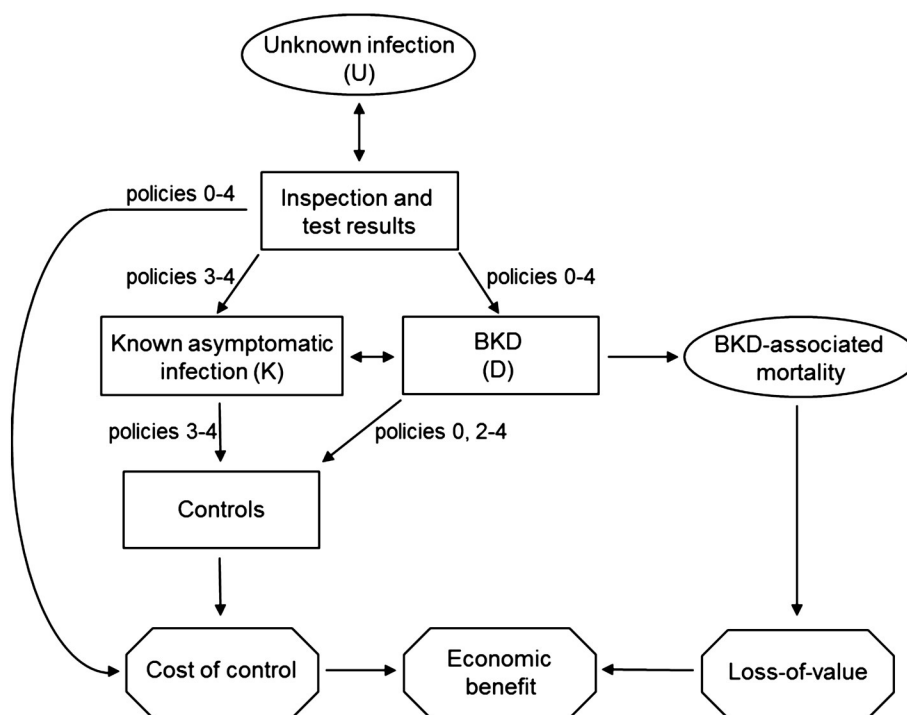 Unknown infection
(U)
policies 0-4
Inspection and
test results
policies 3-4
policies 0-4
Known asymptomatic
infection (K)
BKD
(D)
BKD-associated
mortality
policies 3-4
policies 0, 2-4
Controls
Cost of control
Economic
benefit
Loss-of-value